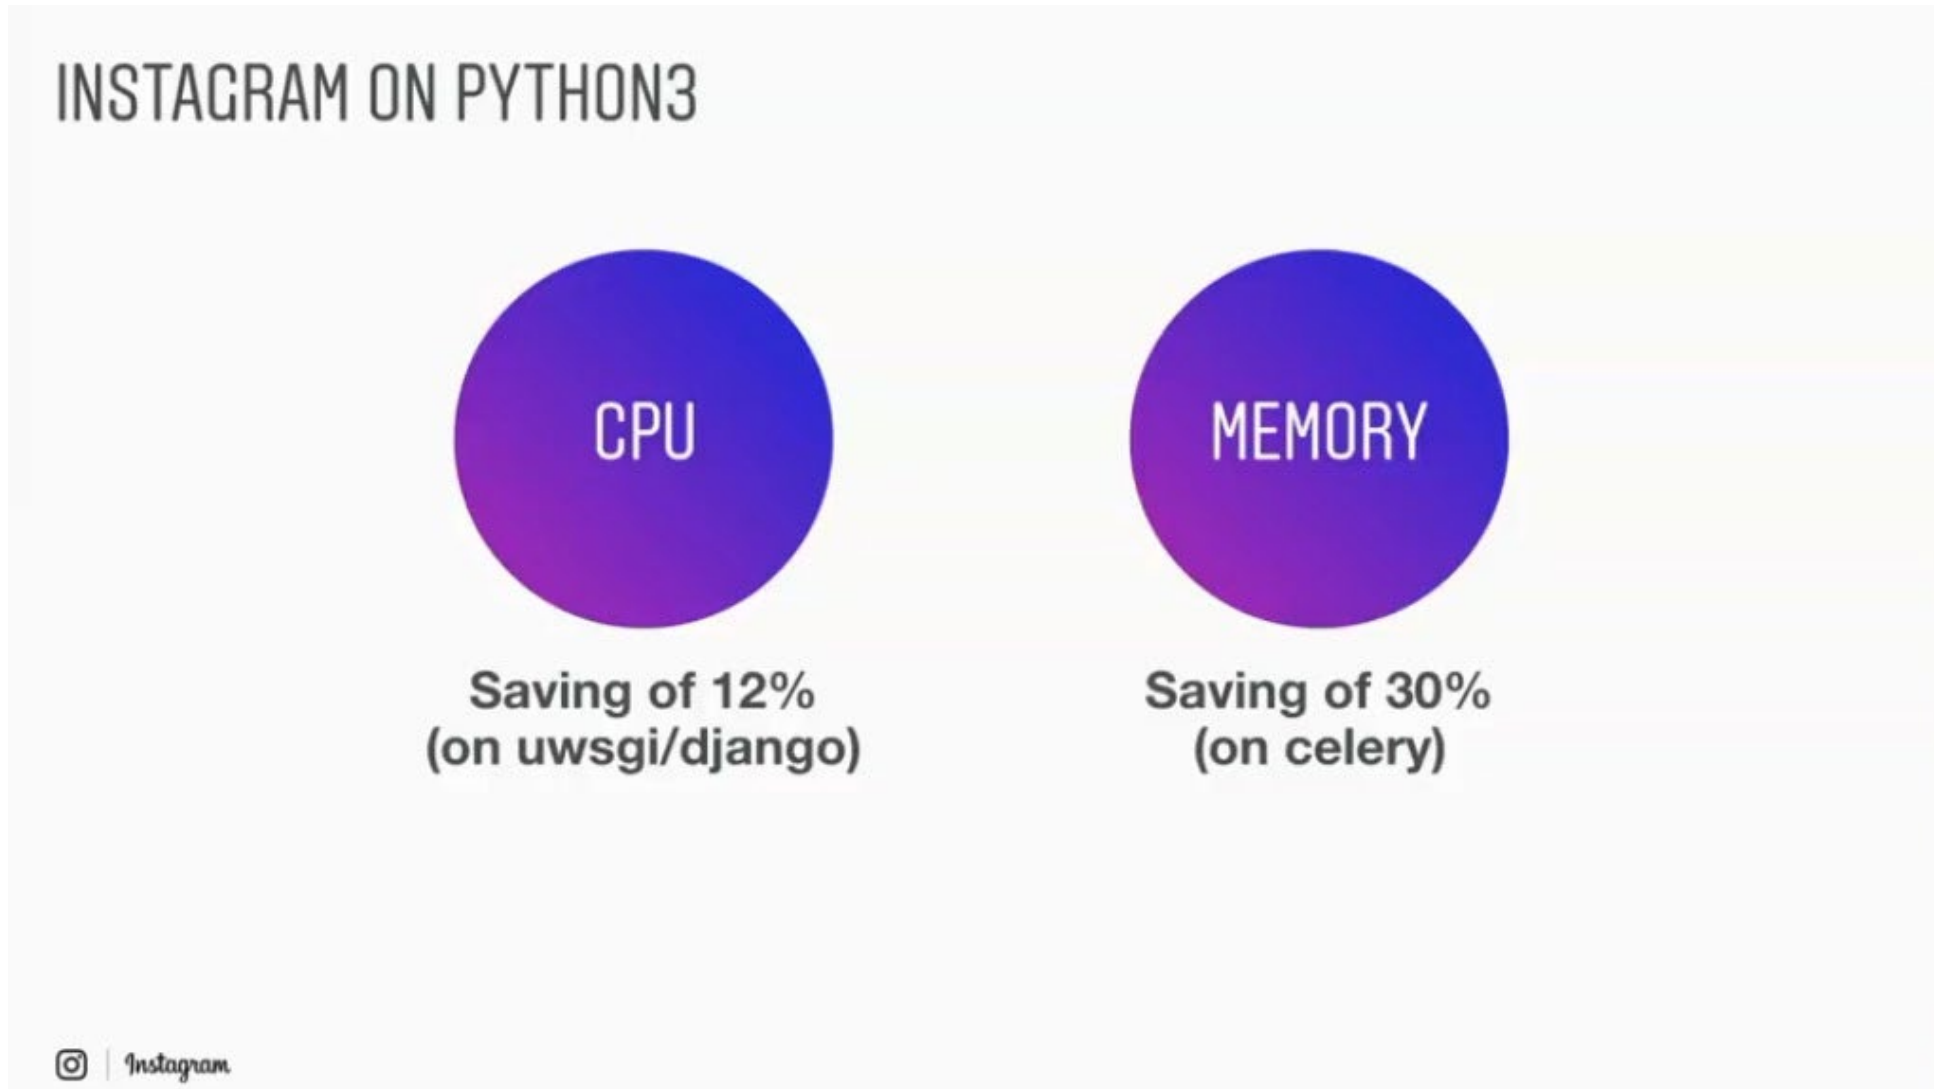 INSTAGRAM ON PYTHON3
CPU
Saving of 12%
(on uwsgi/django)
MEMORY
Saving of 30%
(on celery)
Instagram